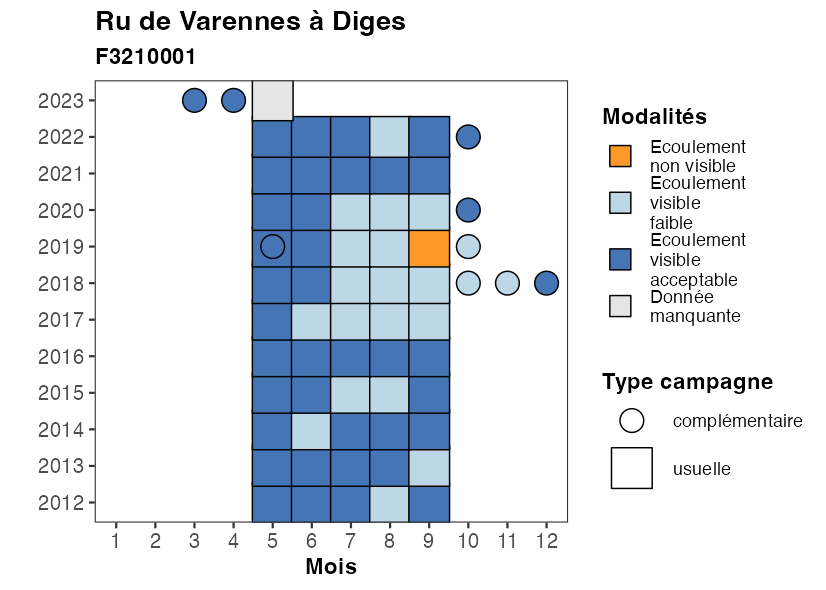 Ru de Varennes à Diges
F3210001
2023
2022
2021
2020
2019
2018
2017
2016
2015
2014
2013
2012
1 2 3 4 5 6 7 8 9 10 11 12
Mois
Modalités
Ecoulement
non visible
Ecoulement
visible
faible
Ecoulement
visible
acceptable
Donnée
manquante
Type campagne
complémentaire
usuelle